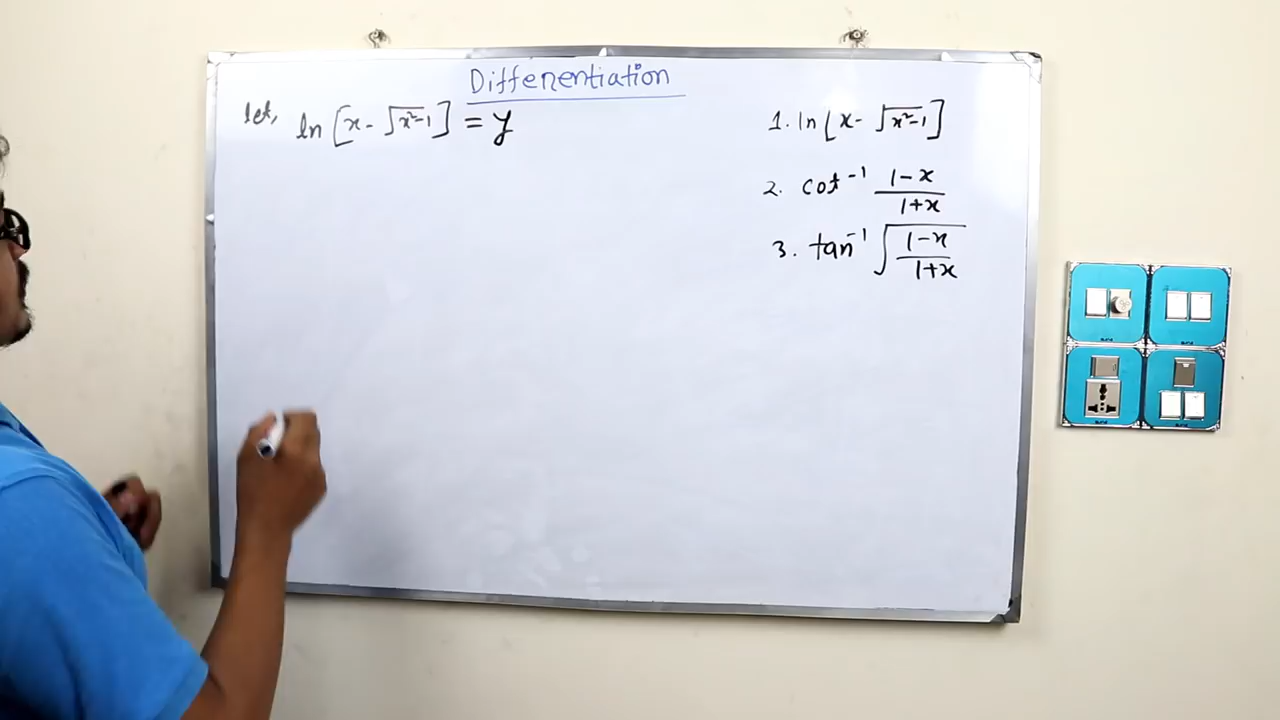 Differentiation
let, ln [x - √x²-1] = y
1. ln [x - √x²-1]
2. cot⁻¹ 1-x / 1+x
3. tan⁻¹ √1-x / 1+x